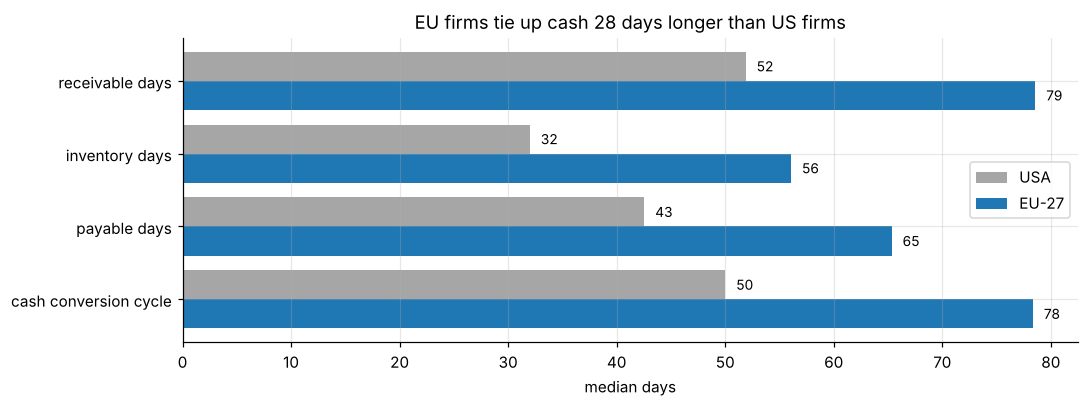 EU firms tie up cash 28 days longer than US firms
receivable days
52
79
inventory days
32
56
payable days
43
65
cash conversion cycle
50
78
USA
EU-27
0 10 20 30 40 50 60 70 80
median days